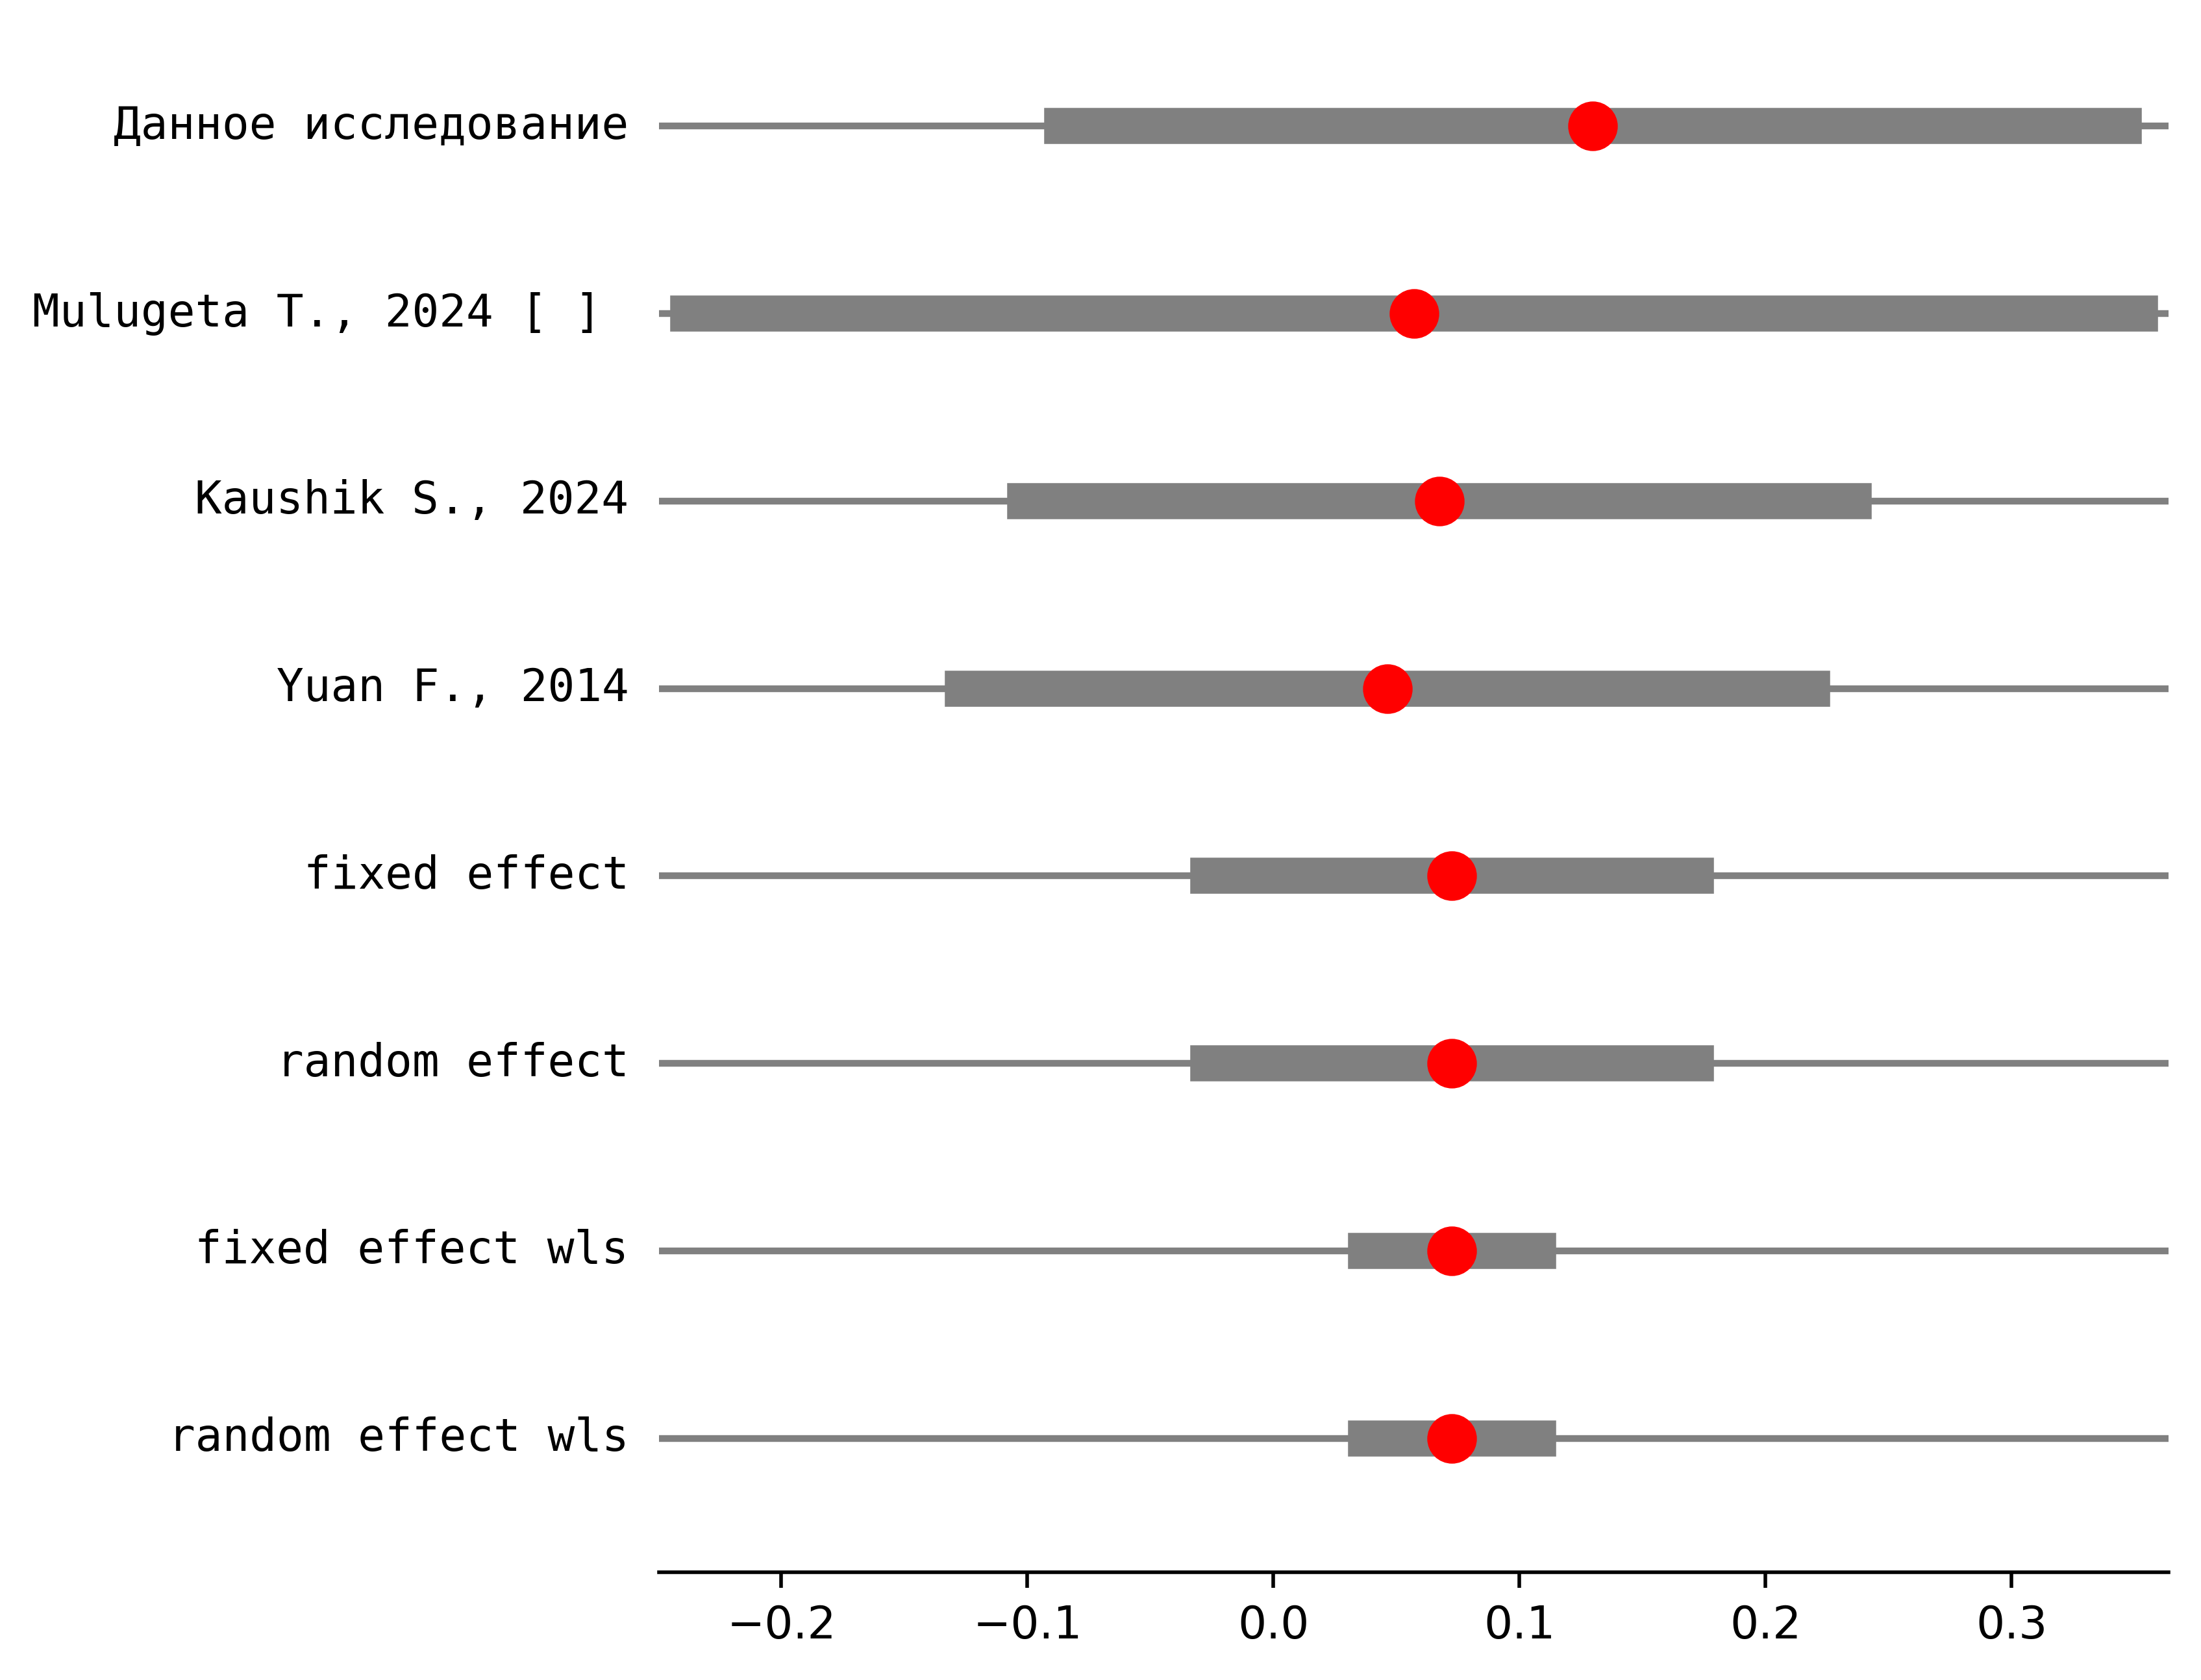 Данное исследование
Mulugeta T., 2024 [ ]
Kaushik S., 2024
Yuan F., 2014
fixed effect
random effect
fixed effect wls
random effect wls
−0.2 −0.1 0.0 0.1 0.2 0.3